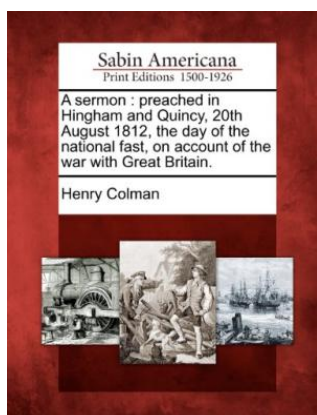 Sabin Americana
Print Editions 1500-1926
A sermon : preached in
Hingham and Quincy, 20th
August 1812, the day of the
national fast, on account of the
war with Great Britain.
Henry Colman